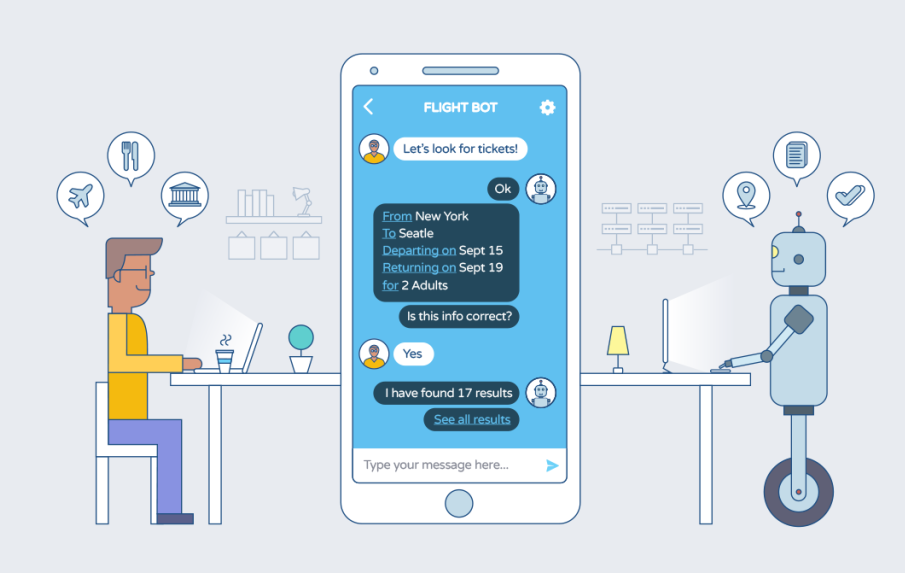 FLIGHT BOT
Let's look for tickets!
Ok
From New York
To Seatle
Departing on Sept 15
Returning on Sept 19
for 2 Adults
Is this info correct?
Yes
I have found 17 results
See all results
Type your message here...